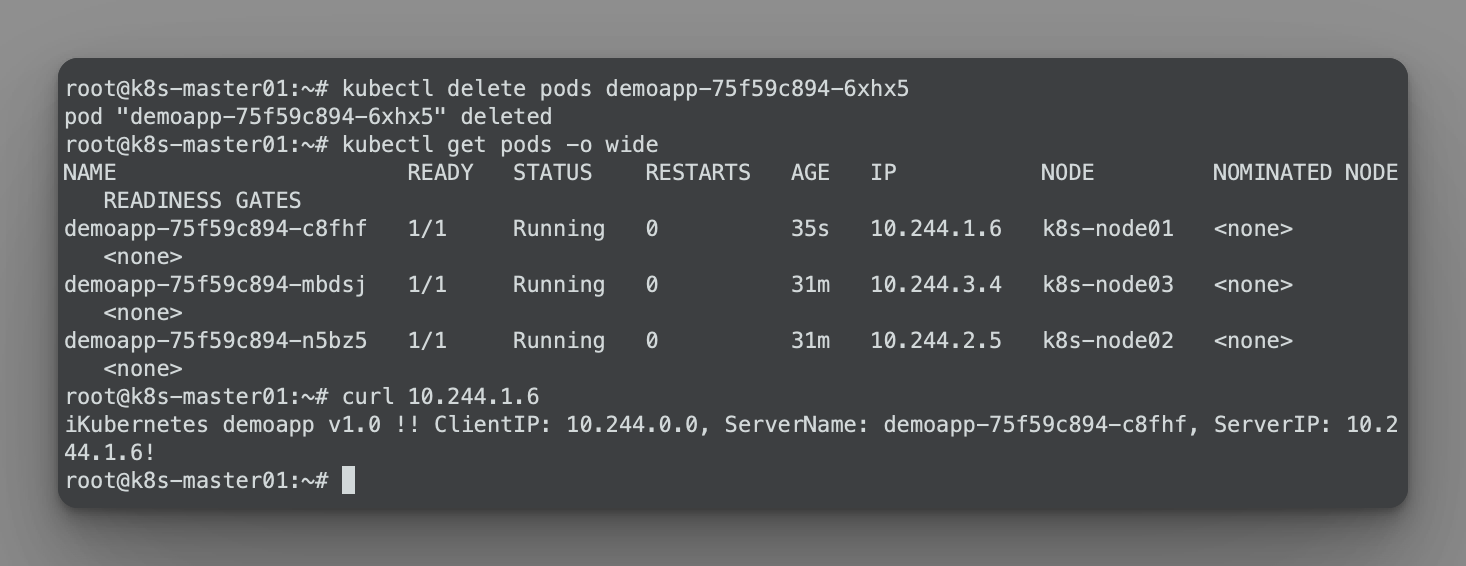 root@k8s-master01:~# kubectl delete pods demoapp-75f59c894-6xhx5
pod "demoapp-75f59c894-6xhx5" deleted
root@k8s-master01:~# kubectl get pods -o wide
NAME                      READY   STATUS    RESTARTS   AGE   IP           NODE         NOMINATED NODE
   READINESS GATES
demoapp-75f59c894-c8fhf   1/1     Running   0          35s   10.244.1.6   k8s-node01   <none>
   <none>
demoapp-75f59c894-mbdsj   1/1     Running   0          31m   10.244.3.4   k8s-node03   <none>
   <none>
demoapp-75f59c894-n5bz5   1/1     Running   0          31m   10.244.2.5   k8s-node02   <none>
   <none>
root@k8s-master01:~# curl 10.244.1.6
iKubernetes demoapp v1.0 !! ClientIP: 10.244.0.0, ServerName: demoapp-75f59c894-c8fhf, ServerIP: 10.2
44.1.6!
root@k8s-master01:~#